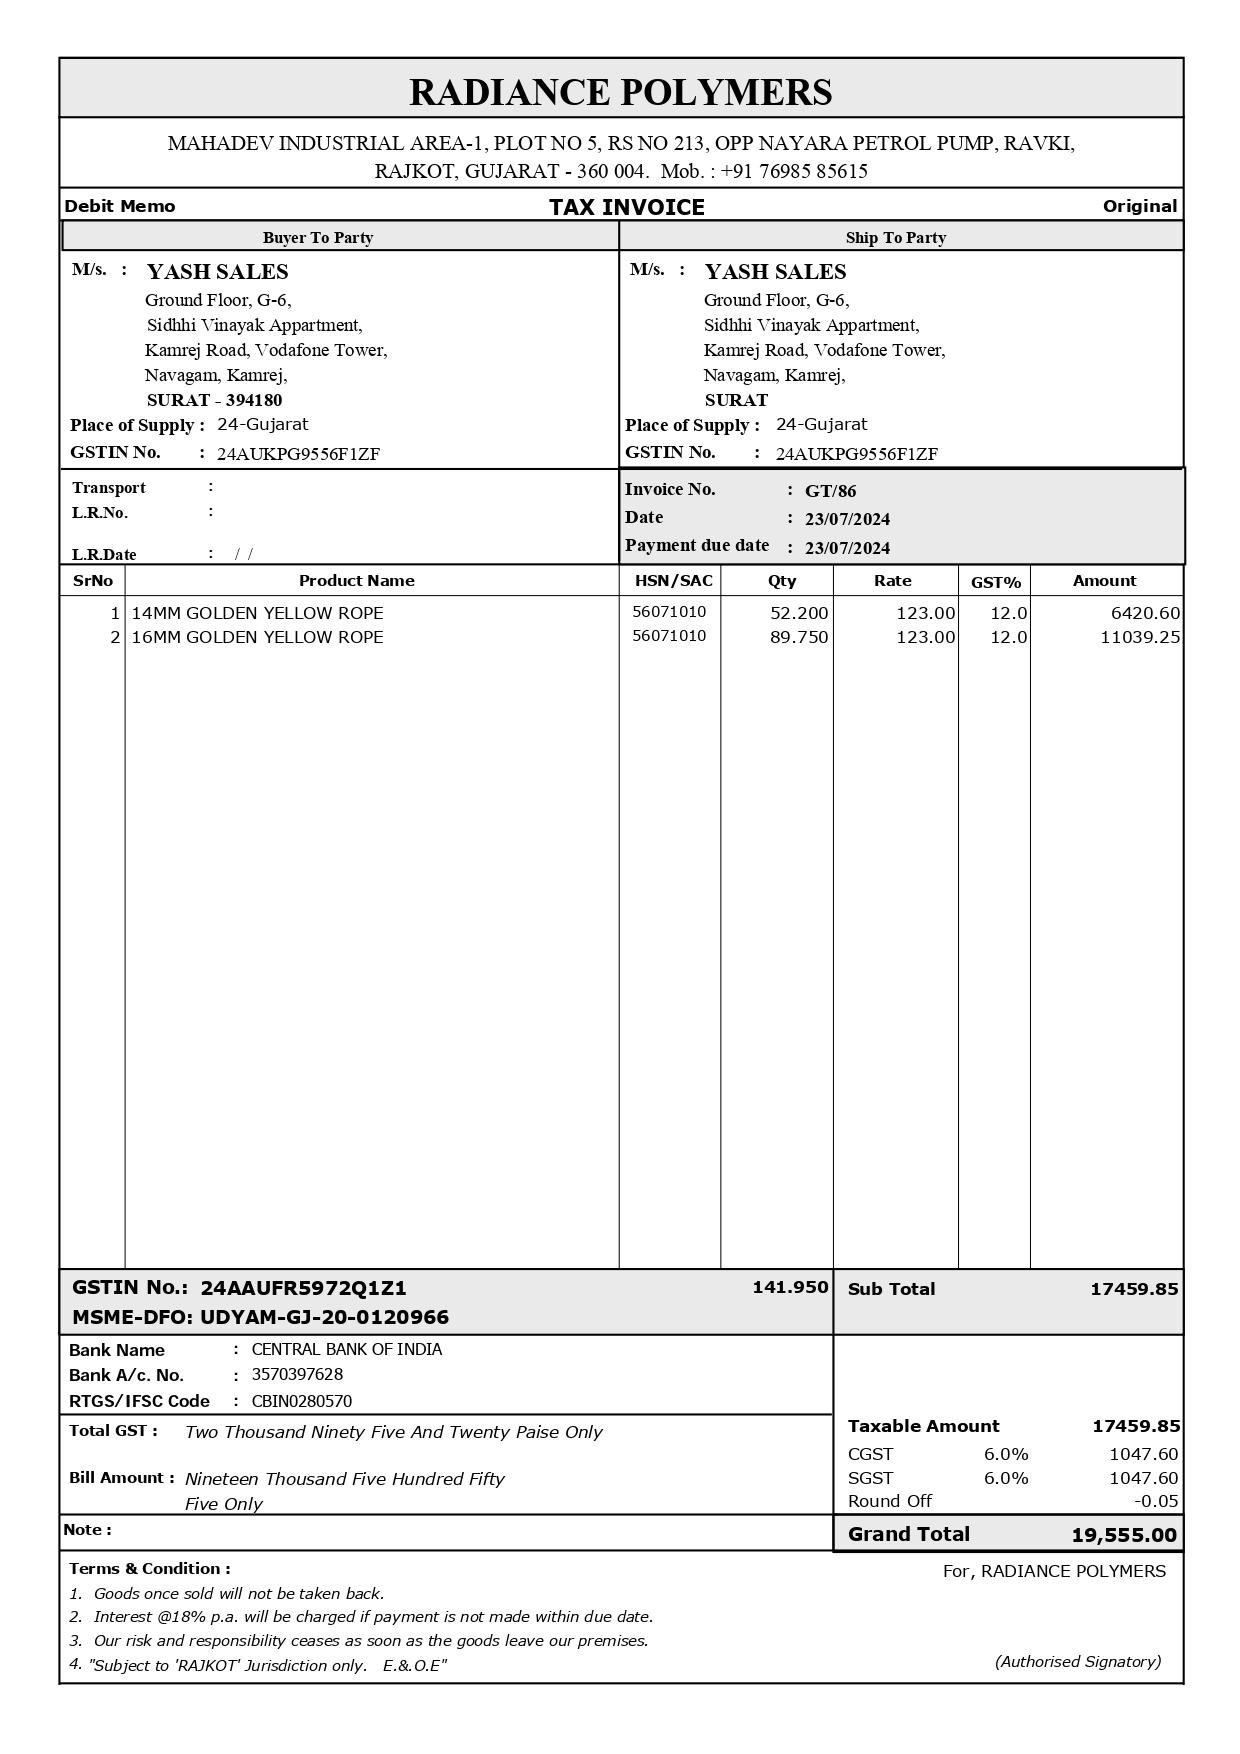 RADIANCE POLYMERS
MAHADEV INDUSTRIAL AREA-1, PLOT NO 5, RS NO 213, OPP NAYARA PETROL PUMP, RAVKI,
RAJKOT, GUJARAT - 360 004.  Mob. : +91 76985 85615
Debit Memo TAX INVOICE Original
Buyer To Party Ship To Party
M/s. : YASH SALES M/s. : YASH SALES
Ground Floor, G-6, Ground Floor, G-6,
Sidhhi Vinayak Appartment, Sidhhi Vinayak Appartment,
Kamrej Road, Vodafone Tower, Kamrej Road, Vodafone Tower,
Navagam, Kamrej, Navagam, Kamrej,
SURAT - 394180 SURAT
Place of Supply : 24-Gujarat Place of Supply : 24-Gujarat
GSTIN No. : 24AUKPG9556F1ZF GSTIN No. : 24AUKPG9556F1ZF
Transport : Invoice No. : GT/86
L.R.No. : Date : 23/07/2024
L.R.Date : / / Payment due date : 23/07/2024
SrNo Product Name HSN/SAC Qty Rate GST% Amount
1 14MM GOLDEN YELLOW ROPE 56071010 52.200 123.00 12.0 6420.60
2 16MM GOLDEN YELLOW ROPE 56071010 89.750 123.00 12.0 11039.25
GSTIN No.: 24AAUFR5972Q1Z1 141.950 Sub Total 17459.85
MSME-DFO: UDYAM-GJ-20-0120966
Bank Name : CENTRAL BANK OF INDIA
Bank A/c. No. : 3570397628
RTGS/IFSC Code : CBIN0280570
Total GST : Two Thousand Ninety Five And Twenty Paise Only Taxable Amount 17459.85
CGST 6.0% 1047.60
Bill Amount : Nineteen Thousand Five Hundred Fifty SGST 6.0% 1047.60
Five Only Round Off -0.05
Note : Grand Total 19,555.00
Terms & Condition : For, RADIANCE POLYMERS
1. Goods once sold will not be taken back.
2. Interest @18% p.a. will be charged if payment is not made within due date.
3. Our risk and responsibility ceases as soon as the goods leave our premises.
4. "Subject to 'RAJKOT' Jurisdiction only. E.&.O.E" (Authorised Signatory)